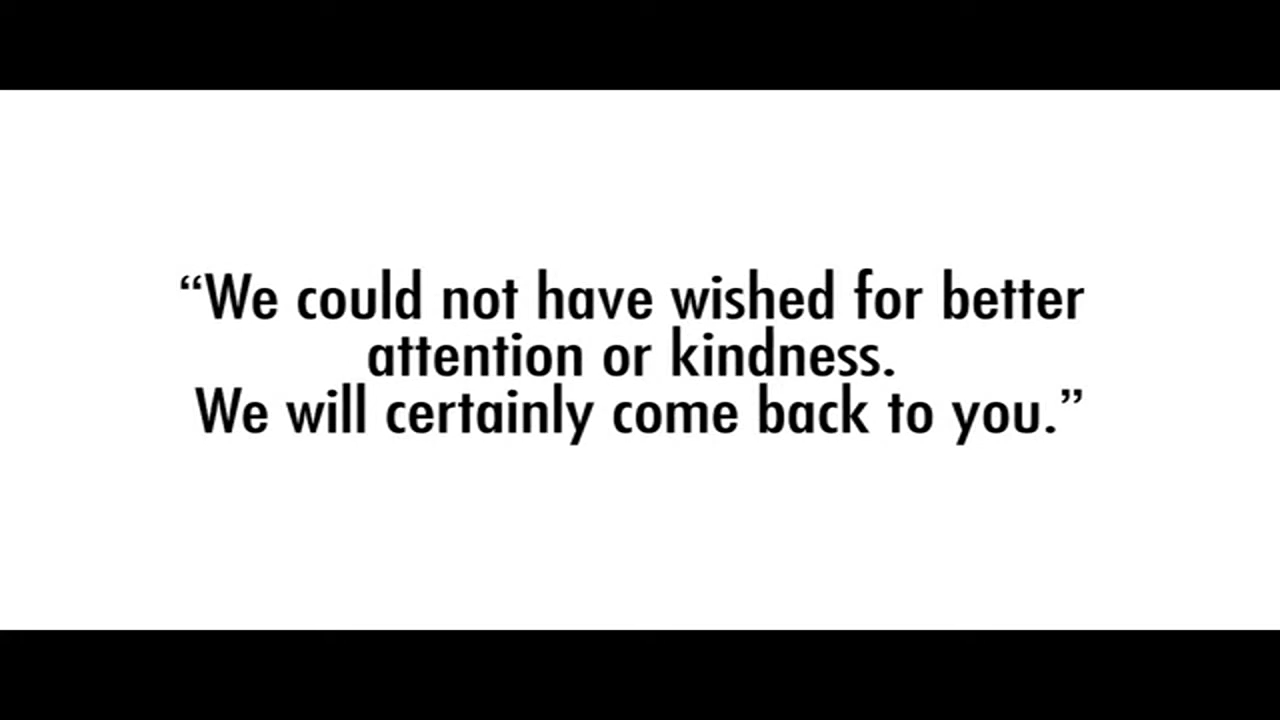 “We could not have wished for better
attention or kindness.
We will certainly come back to you.”